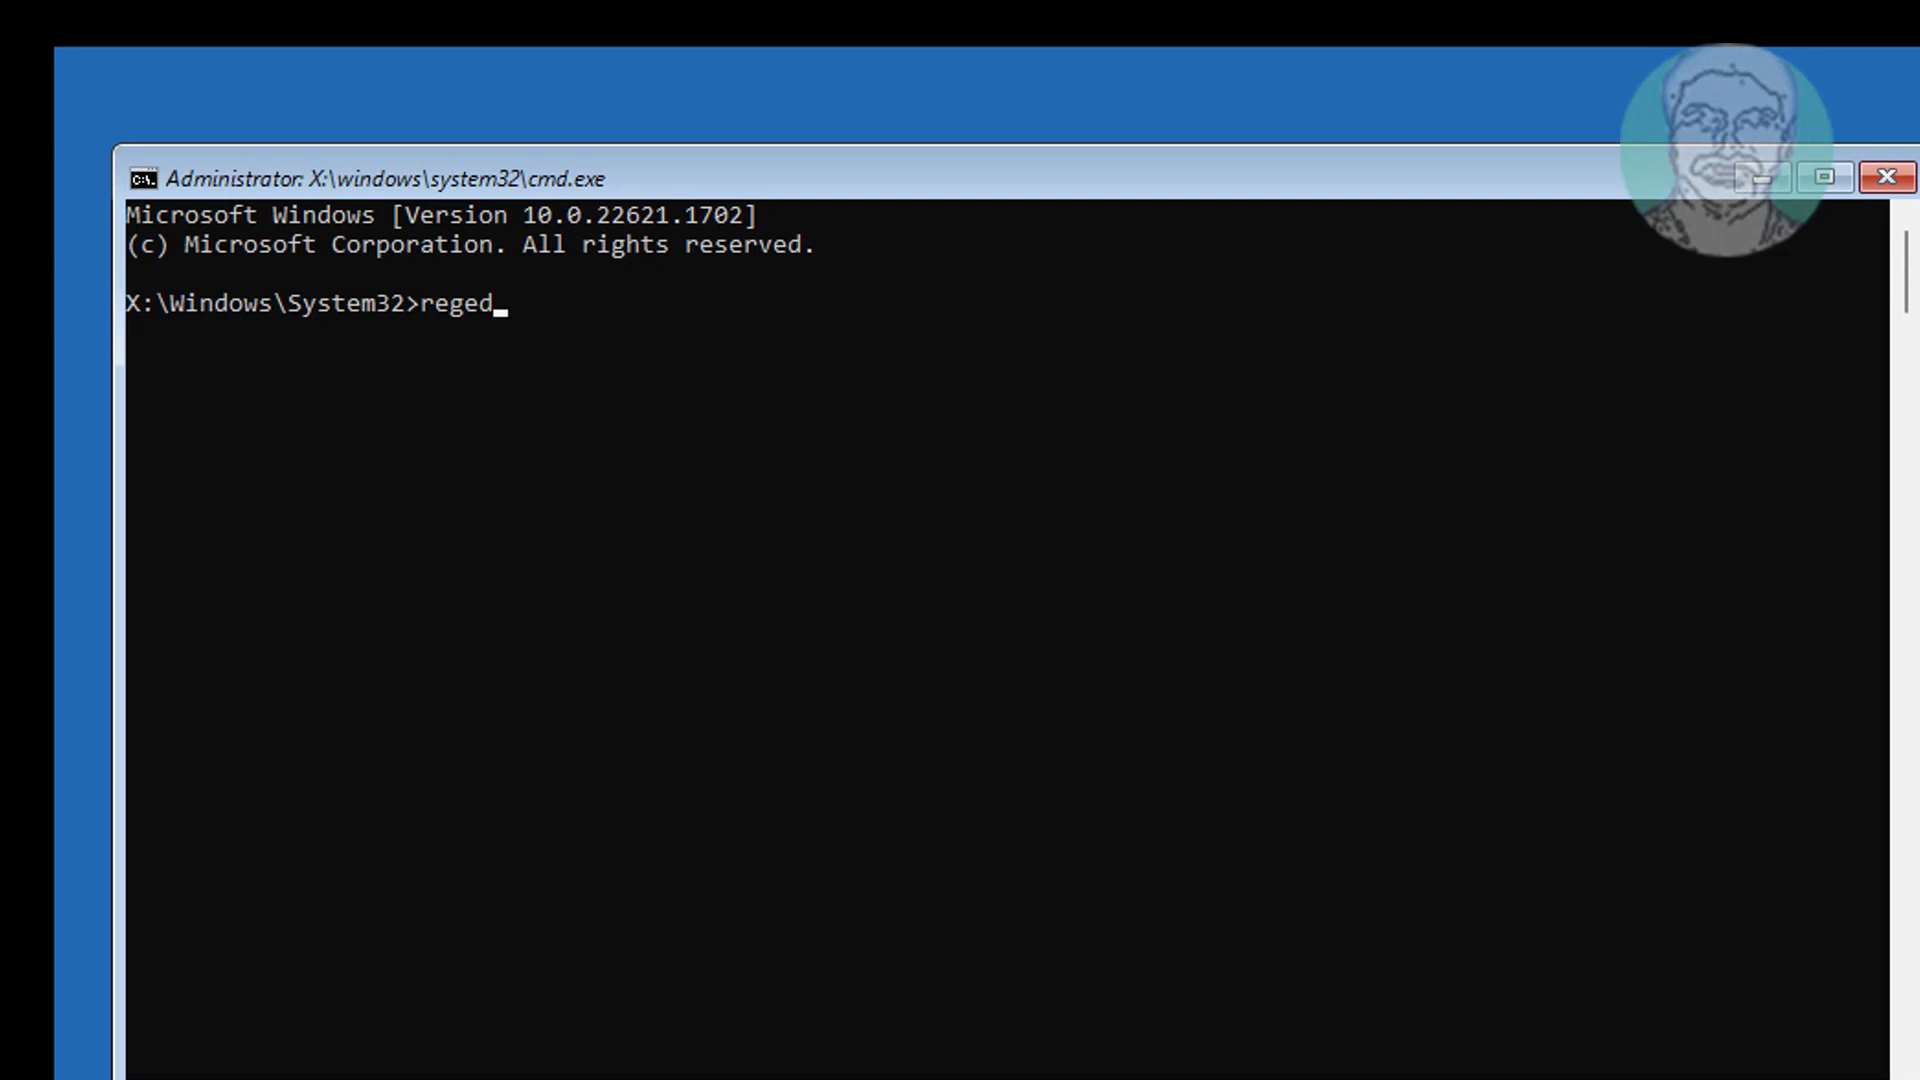 Administrator: X:\windows\system32\cmd.exe
Microsoft Windows [Version 10.0.22621.1702]
(c) Microsoft Corporation. All rights reserved.
X:\Windows\System32>reged